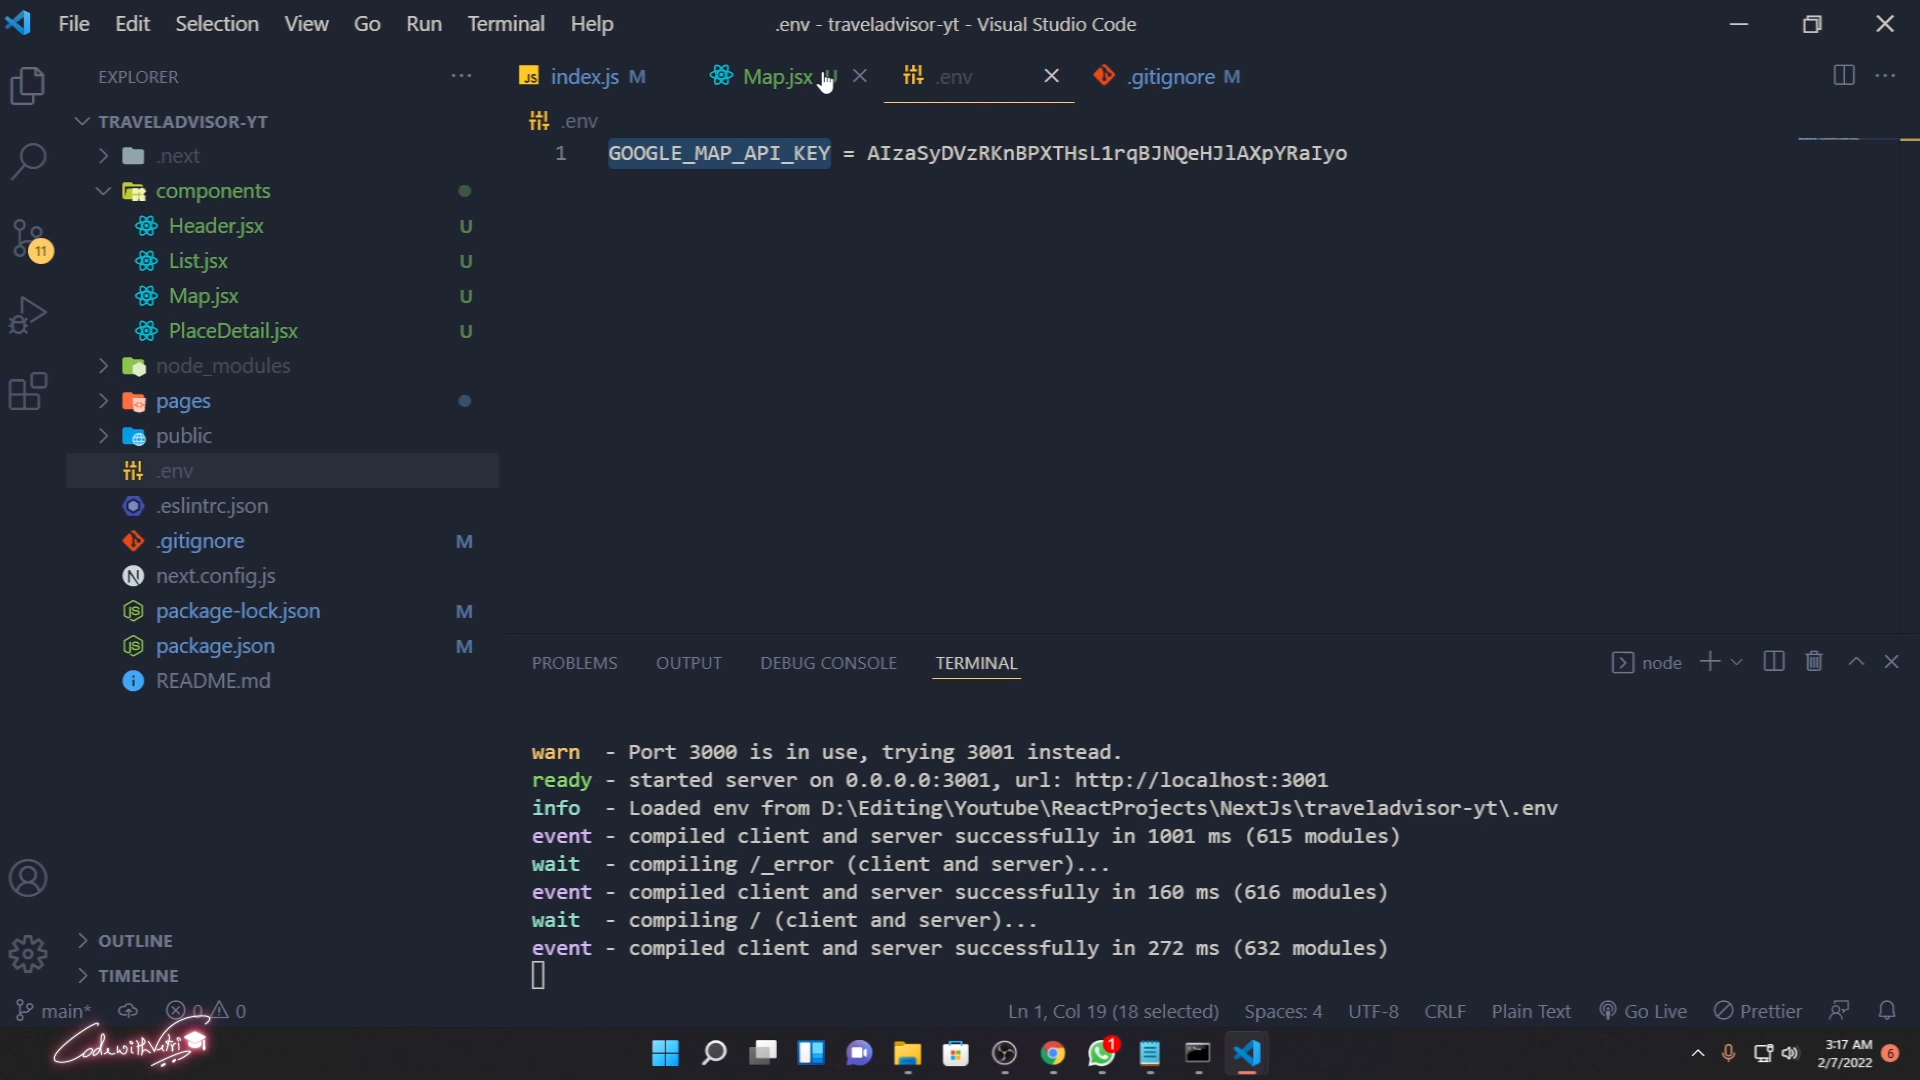 File Edit Selection View Go Run Terminal Help
.env - traveladvisor-yt - Visual Studio Code
EXPLORER
TRAVELADVISOR-YT
.next
components
Header.jsx U
List.jsx U
Map.jsx U
PlaceDetail.jsx U
node_modules
pages
public
.env
.eslintrc.json
.gitignore M
next.config.js
package-lock.json M
package.json M
README.md
OUTLINE
TIMELINE
11
JS index.js M
Map.jsx U
.env
.gitignore M
.env
1 GOOGLE_MAP_API_KEY = AIzaSyDVzRKnBPXTHsL1rqBJNQeHJlAXpYRaIyo
PROBLEMS OUTPUT DEBUG CONSOLE TERMINAL
node
warn - Port 3000 is in use, trying 3001 instead.
ready - started server on 0.0.0.0:3001, url: http://localhost:3001
info - Loaded env from D:\Editing\Youtube\ReactProjects\NextJs\traveladvisor-yt\.env
event - compiled client and server successfully in 1001 ms (615 modules)
wait - compiling /_error (client and server)...
event - compiled client and server successfully in 160 ms (616 modules)
wait - compiling / (client and server)...
event - compiled client and server successfully in 272 ms (632 modules)
main* 0 0
Ln 1, Col 19 (18 selected) Spaces: 4 UTF-8 CRLF Plain Text Go Live Prettier
1
3:17 AM
2/7/2022
6